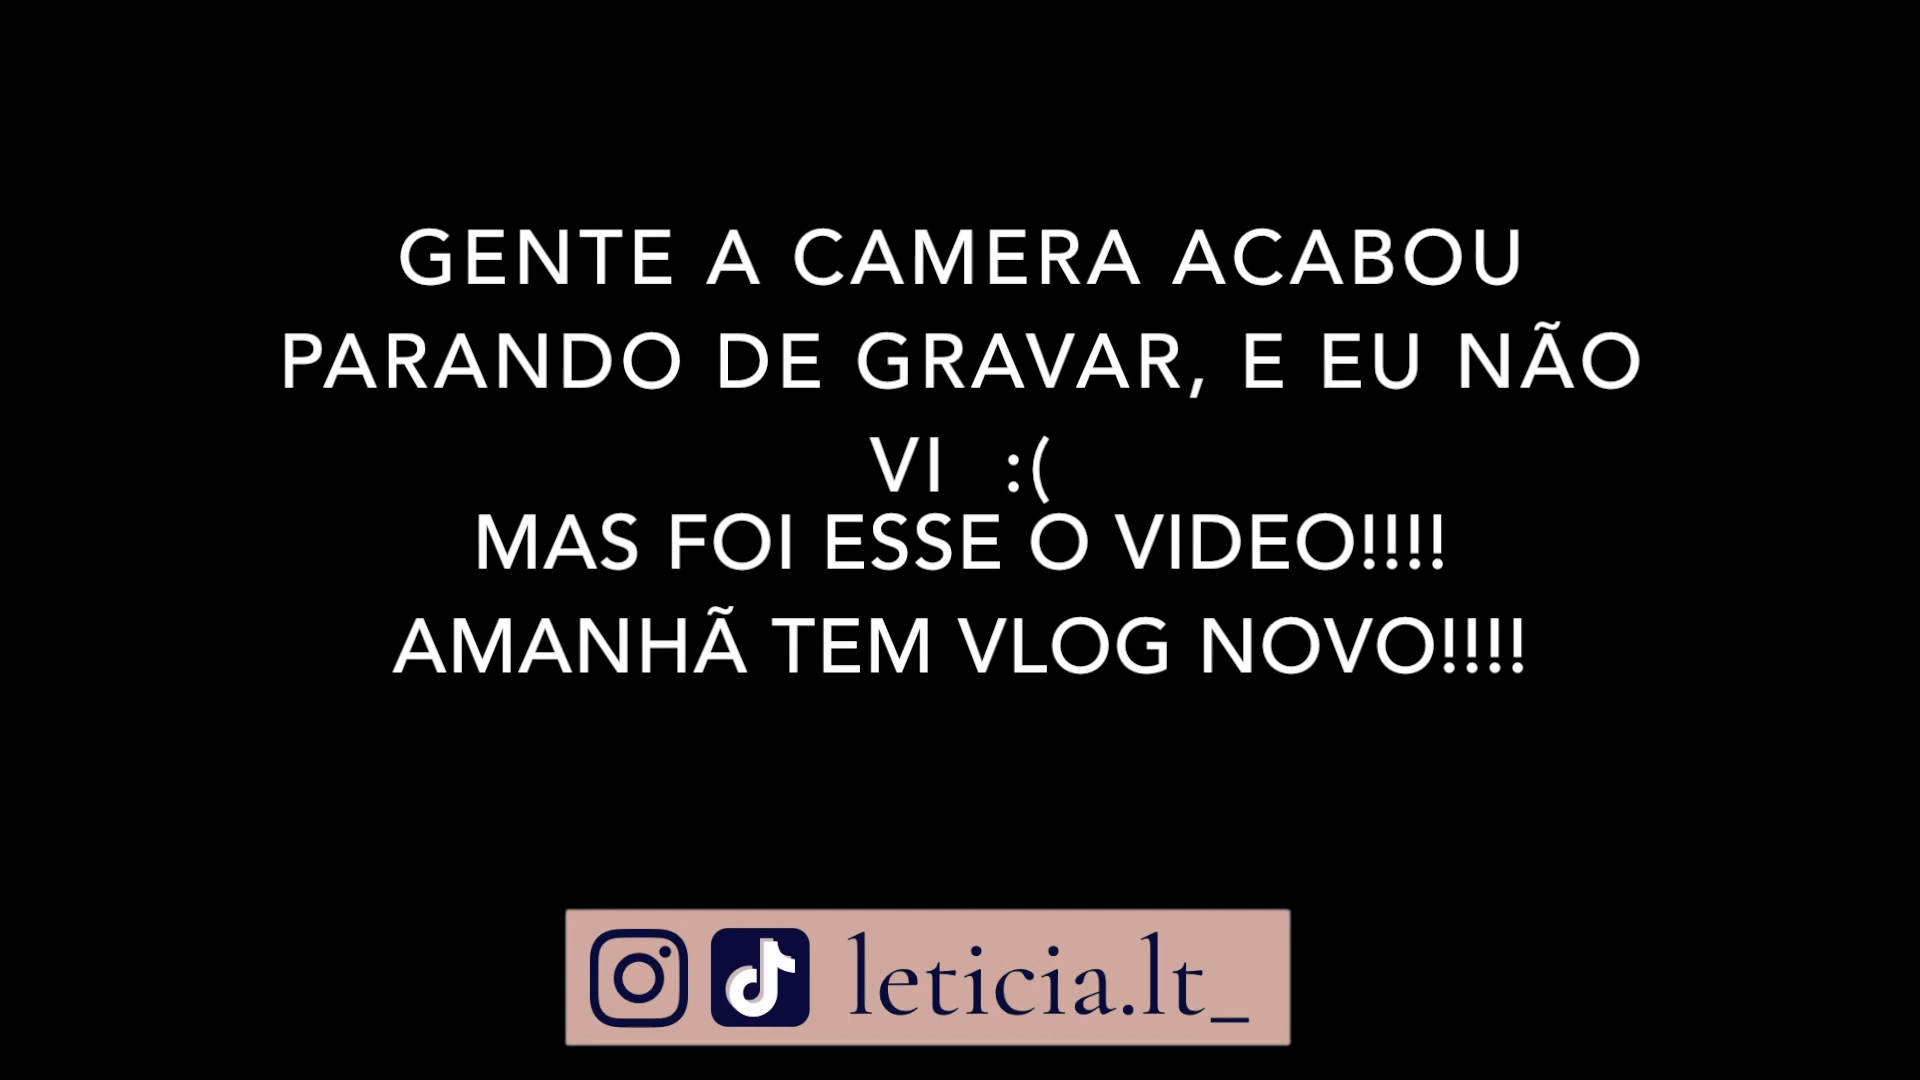 GENTE A CAMERA ACABOU
PARANDO DE GRAVAR, E EU NÃO
VI :(
MAS FOI ESSE O VIDEO!!!!
AMANHÃ TEM VLOG NOVO!!!!
leticia.lt_